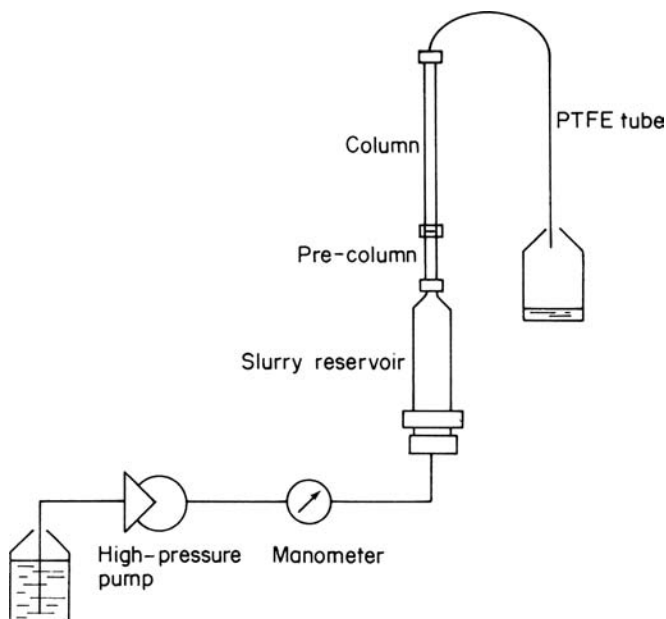 PTFE tube
Column
Pre-column
Slurry reservoir
High-pressure
pump
Manometer